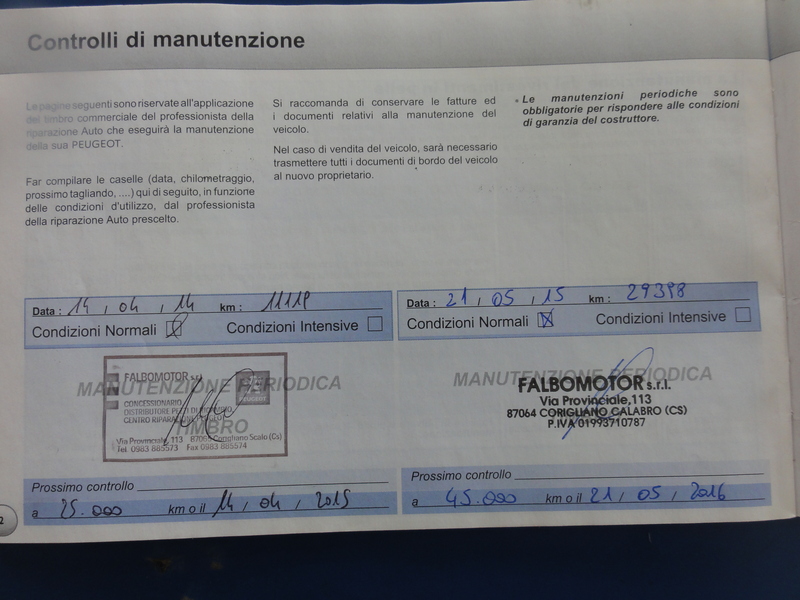 Controlli di manutenzione
Le pagine seguenti sono riservate all'applicazione
del timbro commerciale del professionista della
riparazione Auto che eseguirà la manutenzione
della sua PEUGEOT.
Far compilare le caselle (data, chilometraggio,
prossimo tagliando, ....) qui di seguito, in funzione
delle condizioni d'utilizzo, dal professionista
della riparazione Auto prescelto.
Si raccomanda di conservare le fatture ed
i documenti relativi alla manutenzione del
veicolo.
Nel caso di vendita del veicolo, sarà necessario
trasmettere tutti i documenti di bordo del veicolo
al nuovo proprietario.
Le manutenzioni periodiche sono
obbligatorie per rispondere alle condizioni
di garanzia del costruttore.
Data : 14 , 04 , 14 km :
Condizioni Normali Condizioni Intensive
MANUTENZIONE PERIODICA
TIMBRO
FALBOMOTOR s.r.l.
PEUGEOT
CONCESSIONARIO
DISTRIBUTORE
CENTRO
Via Provinciale, 113 Corigliano Scalo (Cs)
Tel. 0983 885573 Fax 0983 885574
Prossimo controllo
a 25.000 km o il 14 , 04 , 2015
Data : 21 , 05 , 15 km : 29398
Condizioni Normali Condizioni Intensive
MANUTENZIONE PERIODICA
FALBOMOTOR s.r.l.
Via Provinciale,113
87064 CORIGLIANO CALABRO (CS)
P.IVA 01993710787
Prossimo controllo
a 45.000 km o il 21 , 05 , 2016
2